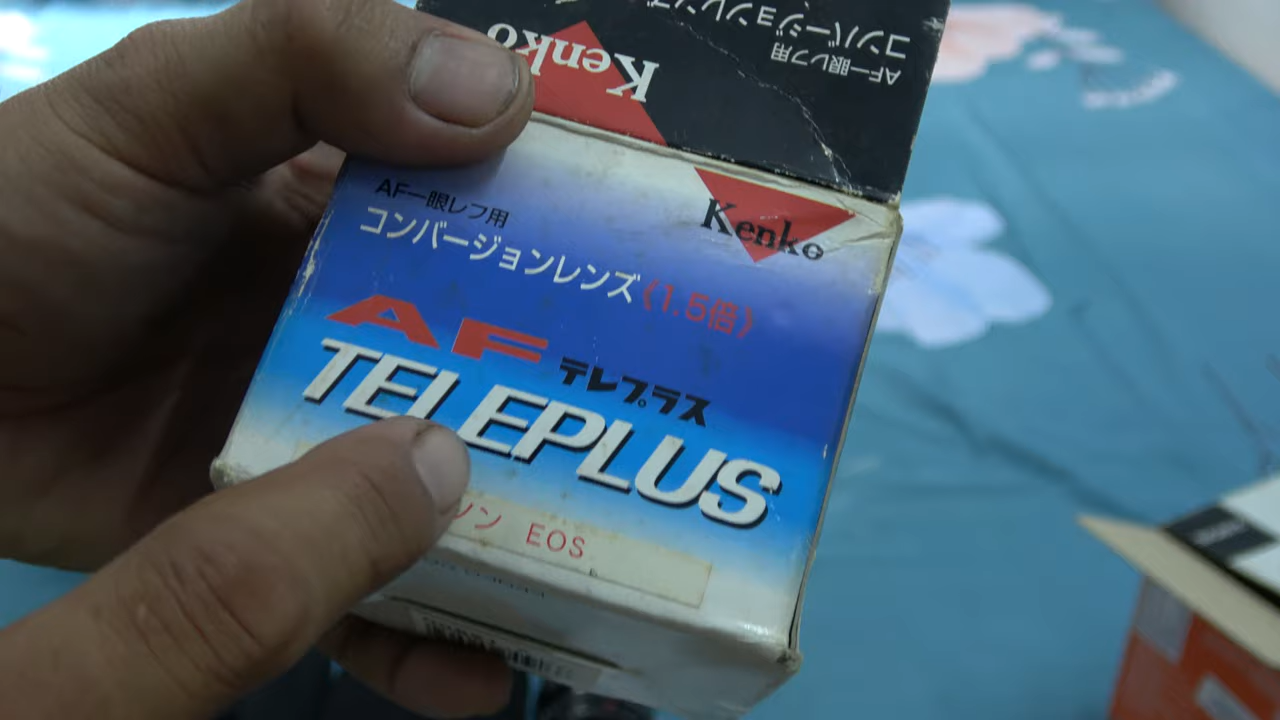 Kenko
AF一眼レフ用
コンバージョンレンズ
Kenko
AF一眼レフ用
コンバージョンレンズ(1.5倍)
AF テレプラス
TELEPLUS
ノン EOS